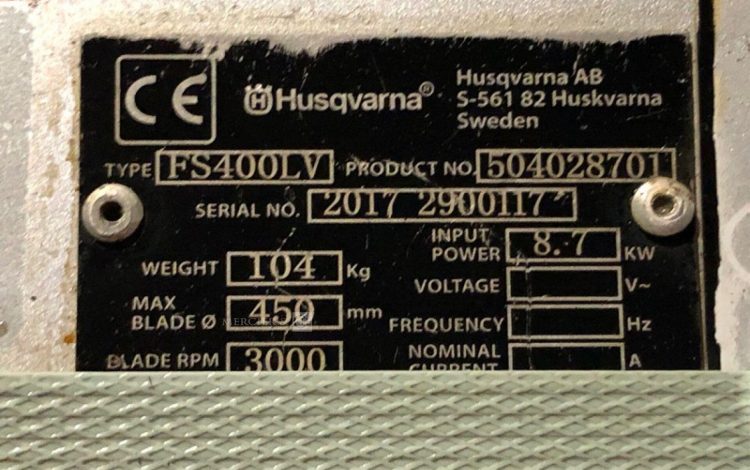 CE Husqvarna® Husqvarna AB
S-561 82 Huskvarna
Sweden
TYPE FS400LV PRODUCT NO. 504028701
SERIAL NO. 2017 2900117
INPUT POWER 8.7 KW
WEIGHT 104 Kg
VOLTAGE V~
MAX BLADE Ø 450 mm
FREQUENCY Hz
BLADE RPM 3000
NOMINAL CURRENT A